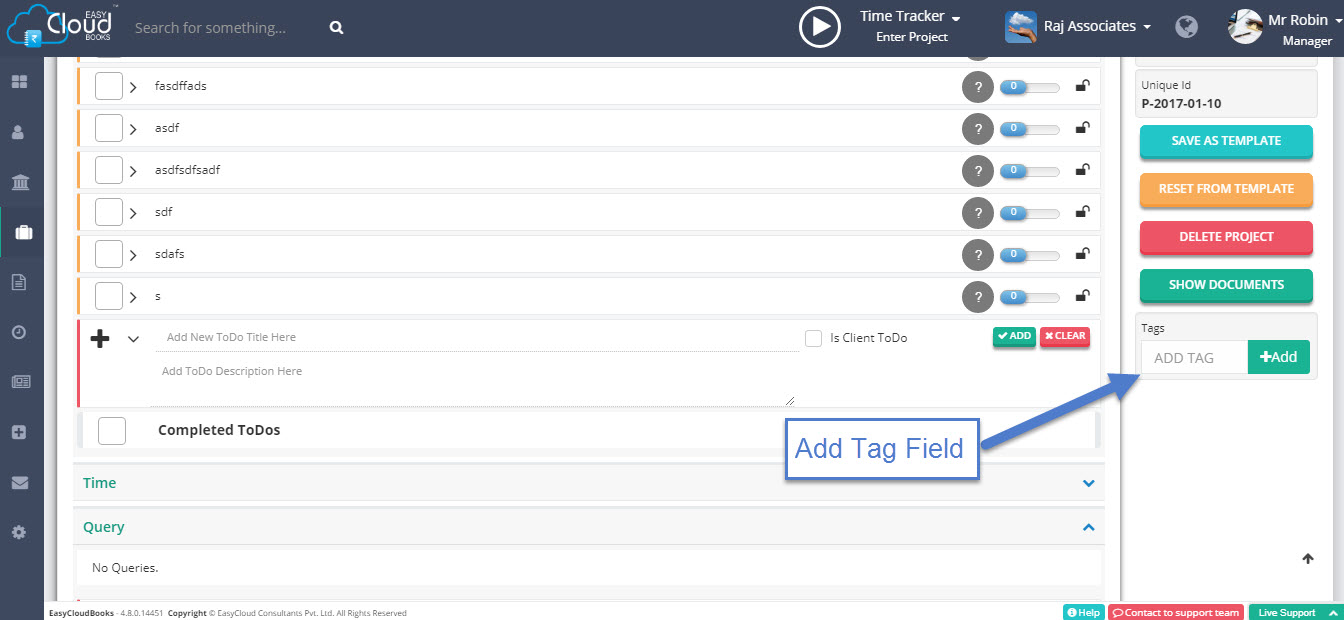 EASY
Cloud™
BOOKS
Search for something...
Time Tracker
Enter Project
Raj Associates
Mr Robin
Manager
fasdffads
? 0
asdf
? 0
asdfsdfsadf
? 0
sdf
? 0
sdafs
? 0
s
? 0
Add New ToDo Title Here
Is Client ToDo
ADD
CLEAR
Add ToDo Description Here
Completed ToDos
Time
Query
No Queries.
Unique Id
P-2017-01-10
SAVE AS TEMPLATE
RESET FROM TEMPLATE
DELETE PROJECT
SHOW DOCUMENTS
Tags
ADD TAG
Add
Add Tag Field
EasyCloudBooks - 4.8.0.14451 Copyright © EasyCloud Consultants Pvt. Ltd. All Rights Reserved
Help
Contact to support team
Live Support